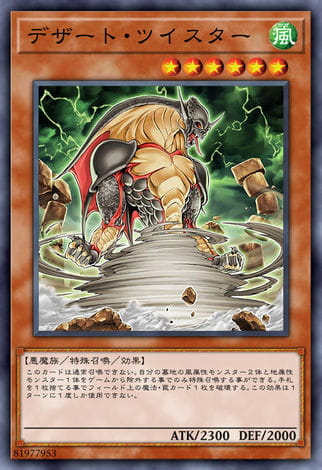 デザート・ツイスター
風
【悪魔族／特殊召喚／効果】
このカードは通常召喚できない。自分の墓地の風属性モンスター２体と地属性
モンスター１体をゲームから除外する事でのみ特殊召喚する事ができる。手札
を１枚捨てる事でフィールド上の魔法・罠カード１枚を破壊する。この効果は１
ターンに１度しか使用できない。
ATK/2300 DEF/2000
81977953